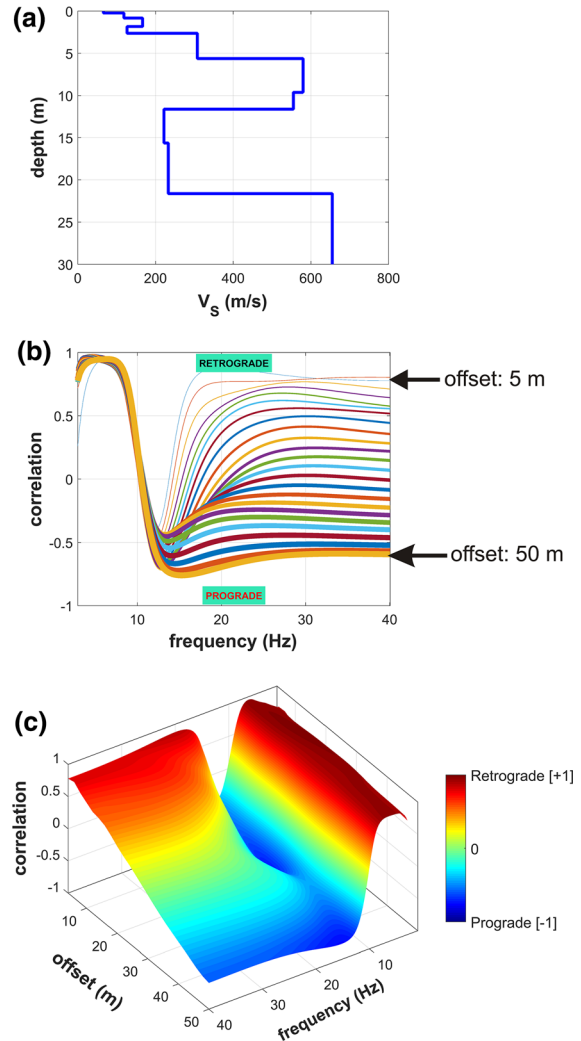 (a)
0
5
10
15
20
25
30
depth (m)
0 200 400 600 800
VS (m/s)
(b)
1
0.5
0
-0.5
-1
correlation
RETROGRADE
PROGRADE
offset: 5 m
offset: 50 m
10 20 30 40
frequency (Hz)
(c)
1
0.5
0
-0.5
-1
correlation
10
20
30
40
50
offset (m)
40
30
20
10
frequency (Hz)
Retrograde [+1]
0
Prograde [-1]